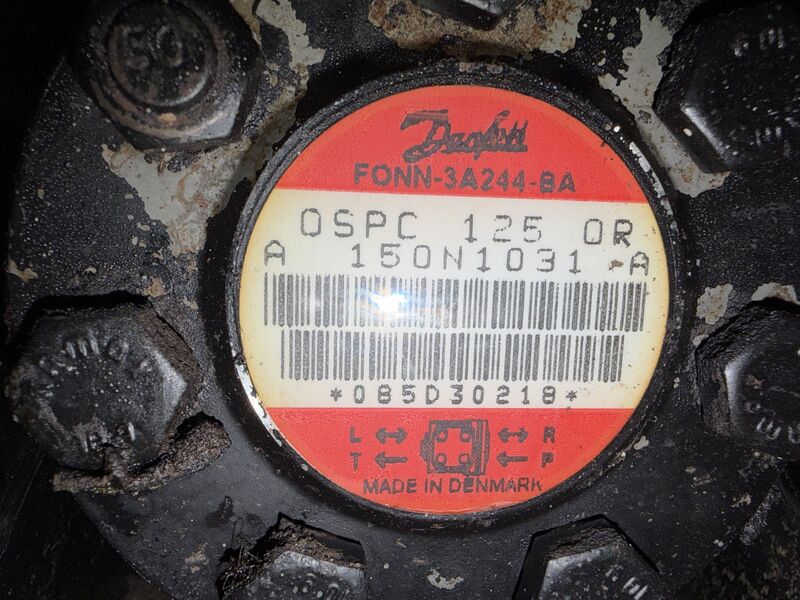 Danfoss
FONN-3A244-BA
OSPC 125 OR
A 150N1031 -A
*085D30218*
L ↔ ↔ R
T ← ← P
MADE IN DENMARK